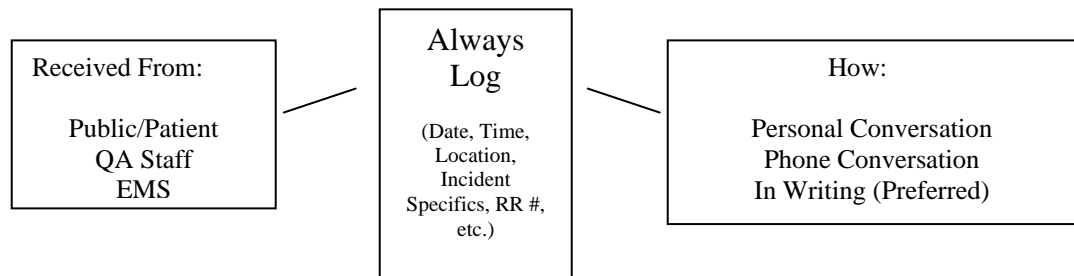 Received From:
Public/Patient
QA Staff
EMS
Always
Log
(Date, Time,
Location,
Incident
Specifics, RR #,
etc.)
How:
Personal Conversation
Phone Conversation
In Writing (Preferred)